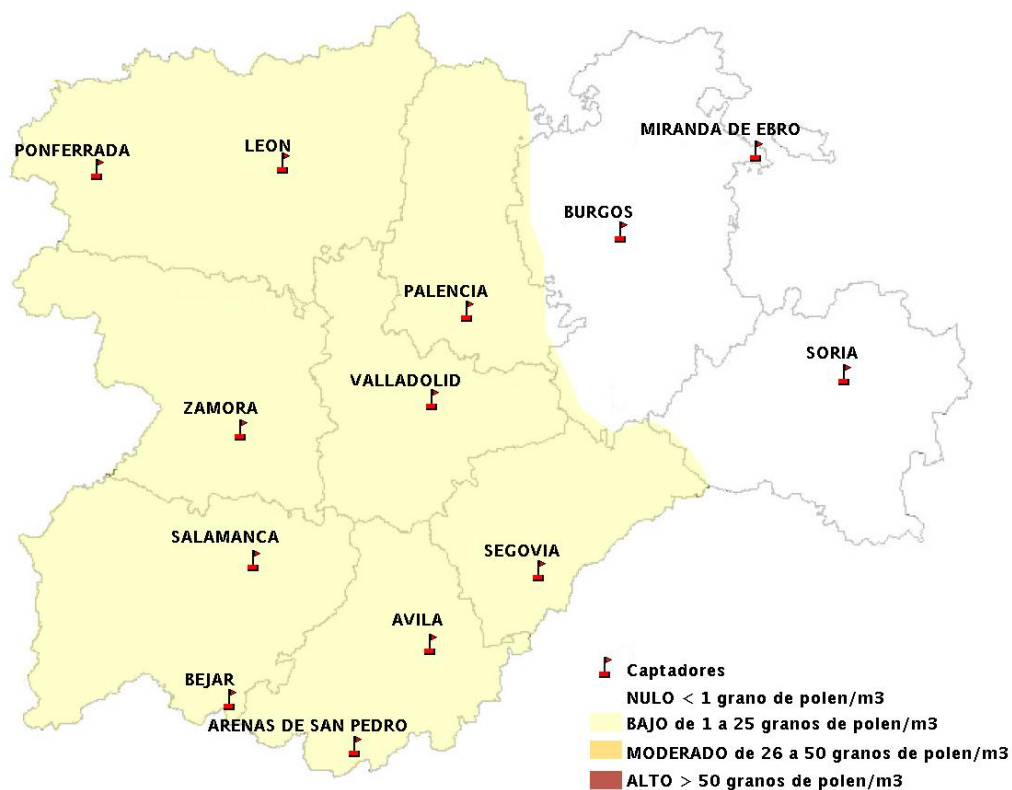 MIRANDA DE EBRO
PONFERRADA
LEON
BURGOS
PALENCIA
SORIA
VALLADOLID
ZAMORA
SALAMANCA
SEGOVIA
AVILA
BEJAR
ARENAS DE SAN PEDRO
Captadores
NULO < 1 grano de polen/m3
BAJO de 1 a 25 granos de polen/m3
MODERADO de 26 a 50 granos de polen/m3
ALTO > 50 granos de polen/m3